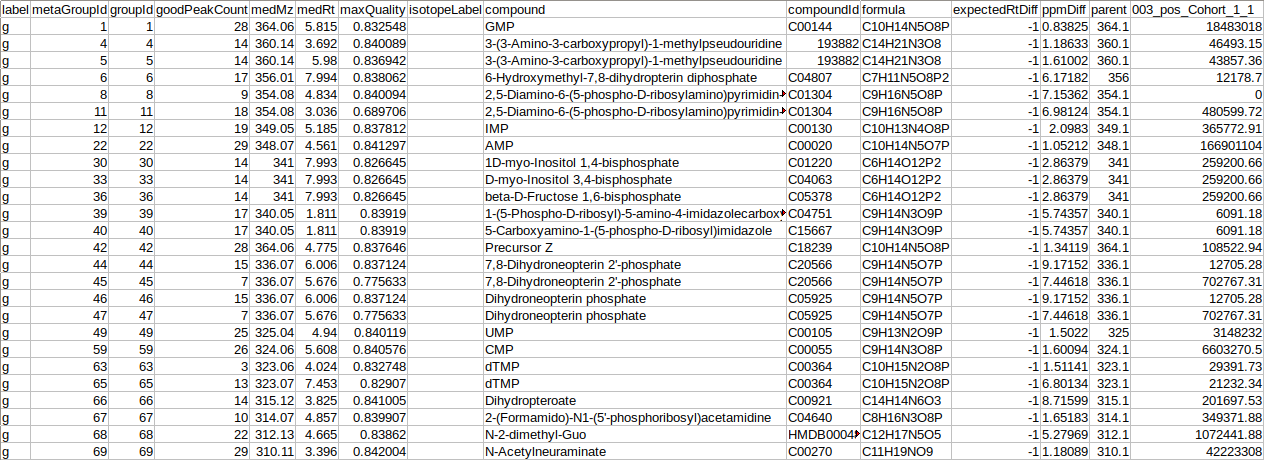 label metaGroupId groupId goodPeakCount medMz medRt maxQuality isotopeLabel compound compoundId formula expectedRtDiff ppmDiff parent 003_pos_Cohort_1_1
g 1 1 28 364.06 5.815 0.832548 GMP C00144 C10H14N5O8P -1 0.83825 364.1 18483018
g 4 4 14 360.14 3.692 0.840089 3-(3-Amino-3-carboxypropyl)-1-methylpseudouridine 193882 C14H21N3O8 -1 1.18633 360.1 46493.15
g 5 5 14 360.14 5.98 0.836942 3-(3-Amino-3-carboxypropyl)-1-methylpseudouridine 193882 C14H21N3O8 -1 1.61002 360.1 43857.36
g 6 6 17 356.01 7.994 0.838062 6-Hydroxymethyl-7,8-dihydropterin diphosphate C04807 C7H11N5O8P2 -1 6.17182 356 12178.7
g 8 8 9 354.08 4.834 0.840094 2,5-Diamino-6-(5-phospho-D-ribosylamino)pyrimidin- C01304 C9H16N5O8P -1 7.15362 354.1 0
g 11 11 18 354.08 3.036 0.689706 2,5-Diamino-6-(5-phospho-D-ribosylamino)pyrimidin- C01304 C9H16N5O8P -1 6.98124 354.1 480599.72
g 12 12 19 349.05 5.185 0.837812 IMP C00130 C10H13N4O8P -1 2.0983 349.1 365772.91
g 22 22 29 348.07 4.561 0.841297 AMP C00020 C10H14N5O7P -1 1.05212 348.1 166901104
g 30 30 14 341 7.993 0.826645 1D-myo-Inositol 1,4-bisphosphate C01220 C6H14O12P2 -1 2.86379 341 259200.66
g 33 33 14 341 7.993 0.826645 D-myo-Inositol 3,4-bisphosphate C04063 C6H14O12P2 -1 2.86379 341 259200.66
g 36 36 14 341 7.993 0.826645 beta-D-Fructose 1,6-bisphosphate C05378 C6H14O12P2 -1 2.86379 341 259200.66
g 39 39 17 340.05 1.811 0.83919 1-(5-Phospho-D-ribosyl)-5-amino-4-imidazolecarbox C04751 C9H14N3O9P -1 5.74357 340.1 6091.18
g 40 40 17 340.05 1.811 0.83919 5-Carboxyamino-1-(5-phospho-D-ribosyl)imidazole C15667 C9H14N3O9P -1 5.74357 340.1 6091.18
g 42 42 28 364.06 4.775 0.837646 Precursor Z C18239 C10H14N5O8P -1 1.34119 364.1 108522.94
g 44 44 15 336.07 6.006 0.837124 7,8-Dihydroneopterin 2'-phosphate C20566 C9H14N5O7P -1 9.17152 336.1 12705.28
g 45 45 7 336.07 5.676 0.775633 7,8-Dihydroneopterin 2'-phosphate C20566 C9H14N5O7P -1 7.44618 336.1 702767.31
g 46 46 15 336.07 6.006 0.837124 Dihydroneopterin phosphate C05925 C9H14N5O7P -1 9.17152 336.1 12705.28
g 47 47 7 336.07 5.676 0.775633 Dihydroneopterin phosphate C05925 C9H14N5O7P -1 7.44618 336.1 702767.31
g 49 49 25 325.04 4.94 0.840119 UMP C00105 C9H13N2O9P -1 1.5022 325 3148232
g 59 59 26 324.06 5.608 0.840576 CMP C00055 C9H14N3O8P -1 1.60094 324.1 6603270.5
g 63 63 3 323.06 4.024 0.832748 dTMP C00364 C10H15N2O8P -1 1.51141 323.1 29391.73
g 65 65 13 323.07 7.453 0.82907 dTMP C00364 C10H15N2O8P -1 6.80134 323.1 21232.34
g 66 66 14 315.12 3.825 0.841005 Dihydropteroate C00921 C14H14N6O3 -1 8.71599 315.1 201697.53
g 67 67 10 314.07 4.857 0.839907 2-(Formamido)-N1-(5'-phosphoribosyl)acetamidine C04640 C8H16N3O8P -1 1.65183 314.1 349371.88
g 68 68 22 312.13 4.665 0.83862 N-2-dimethyl-Guo HMDB0004 C12H17N5O5 -1 5.27969 312.1 1072441.88
g 69 69 29 310.11 3.396 0.842004 N-Acetylneuraminate C00270 C11H19NO9 -1 1.18089 310.1 42223308